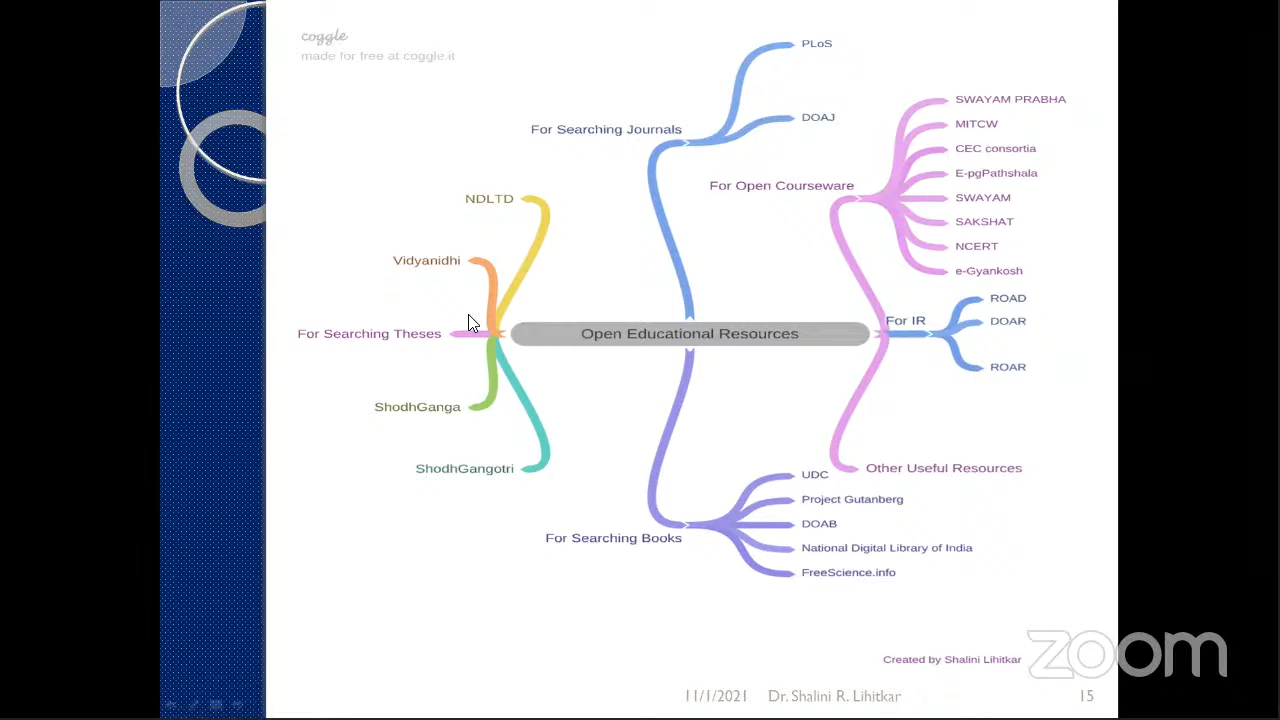 coggle
made for free at coggle.it
PLoS
DOAJ
For Searching Journals
SWAYAM PRABHA
MITCW
CEC consortia
E-pgPathshala
SWAYAM
SAKSHAT
NCERT
e-Gyankosh
For Open Courseware
NDLTD
Vidyanidhi
For Searching Theses
ShodhGanga
ShodhGangotri
Open Educational Resources
For IR
ROAD
DOAR
ROAR
Other Useful Resources
For Searching Books
UDC
Project Gutanberg
DOAB
National Digital Library of India
FreeScience.info
Created by Shalini Lihitkar
zoom
11/1/2021 Dr. Shalini R. Lihitkar 15